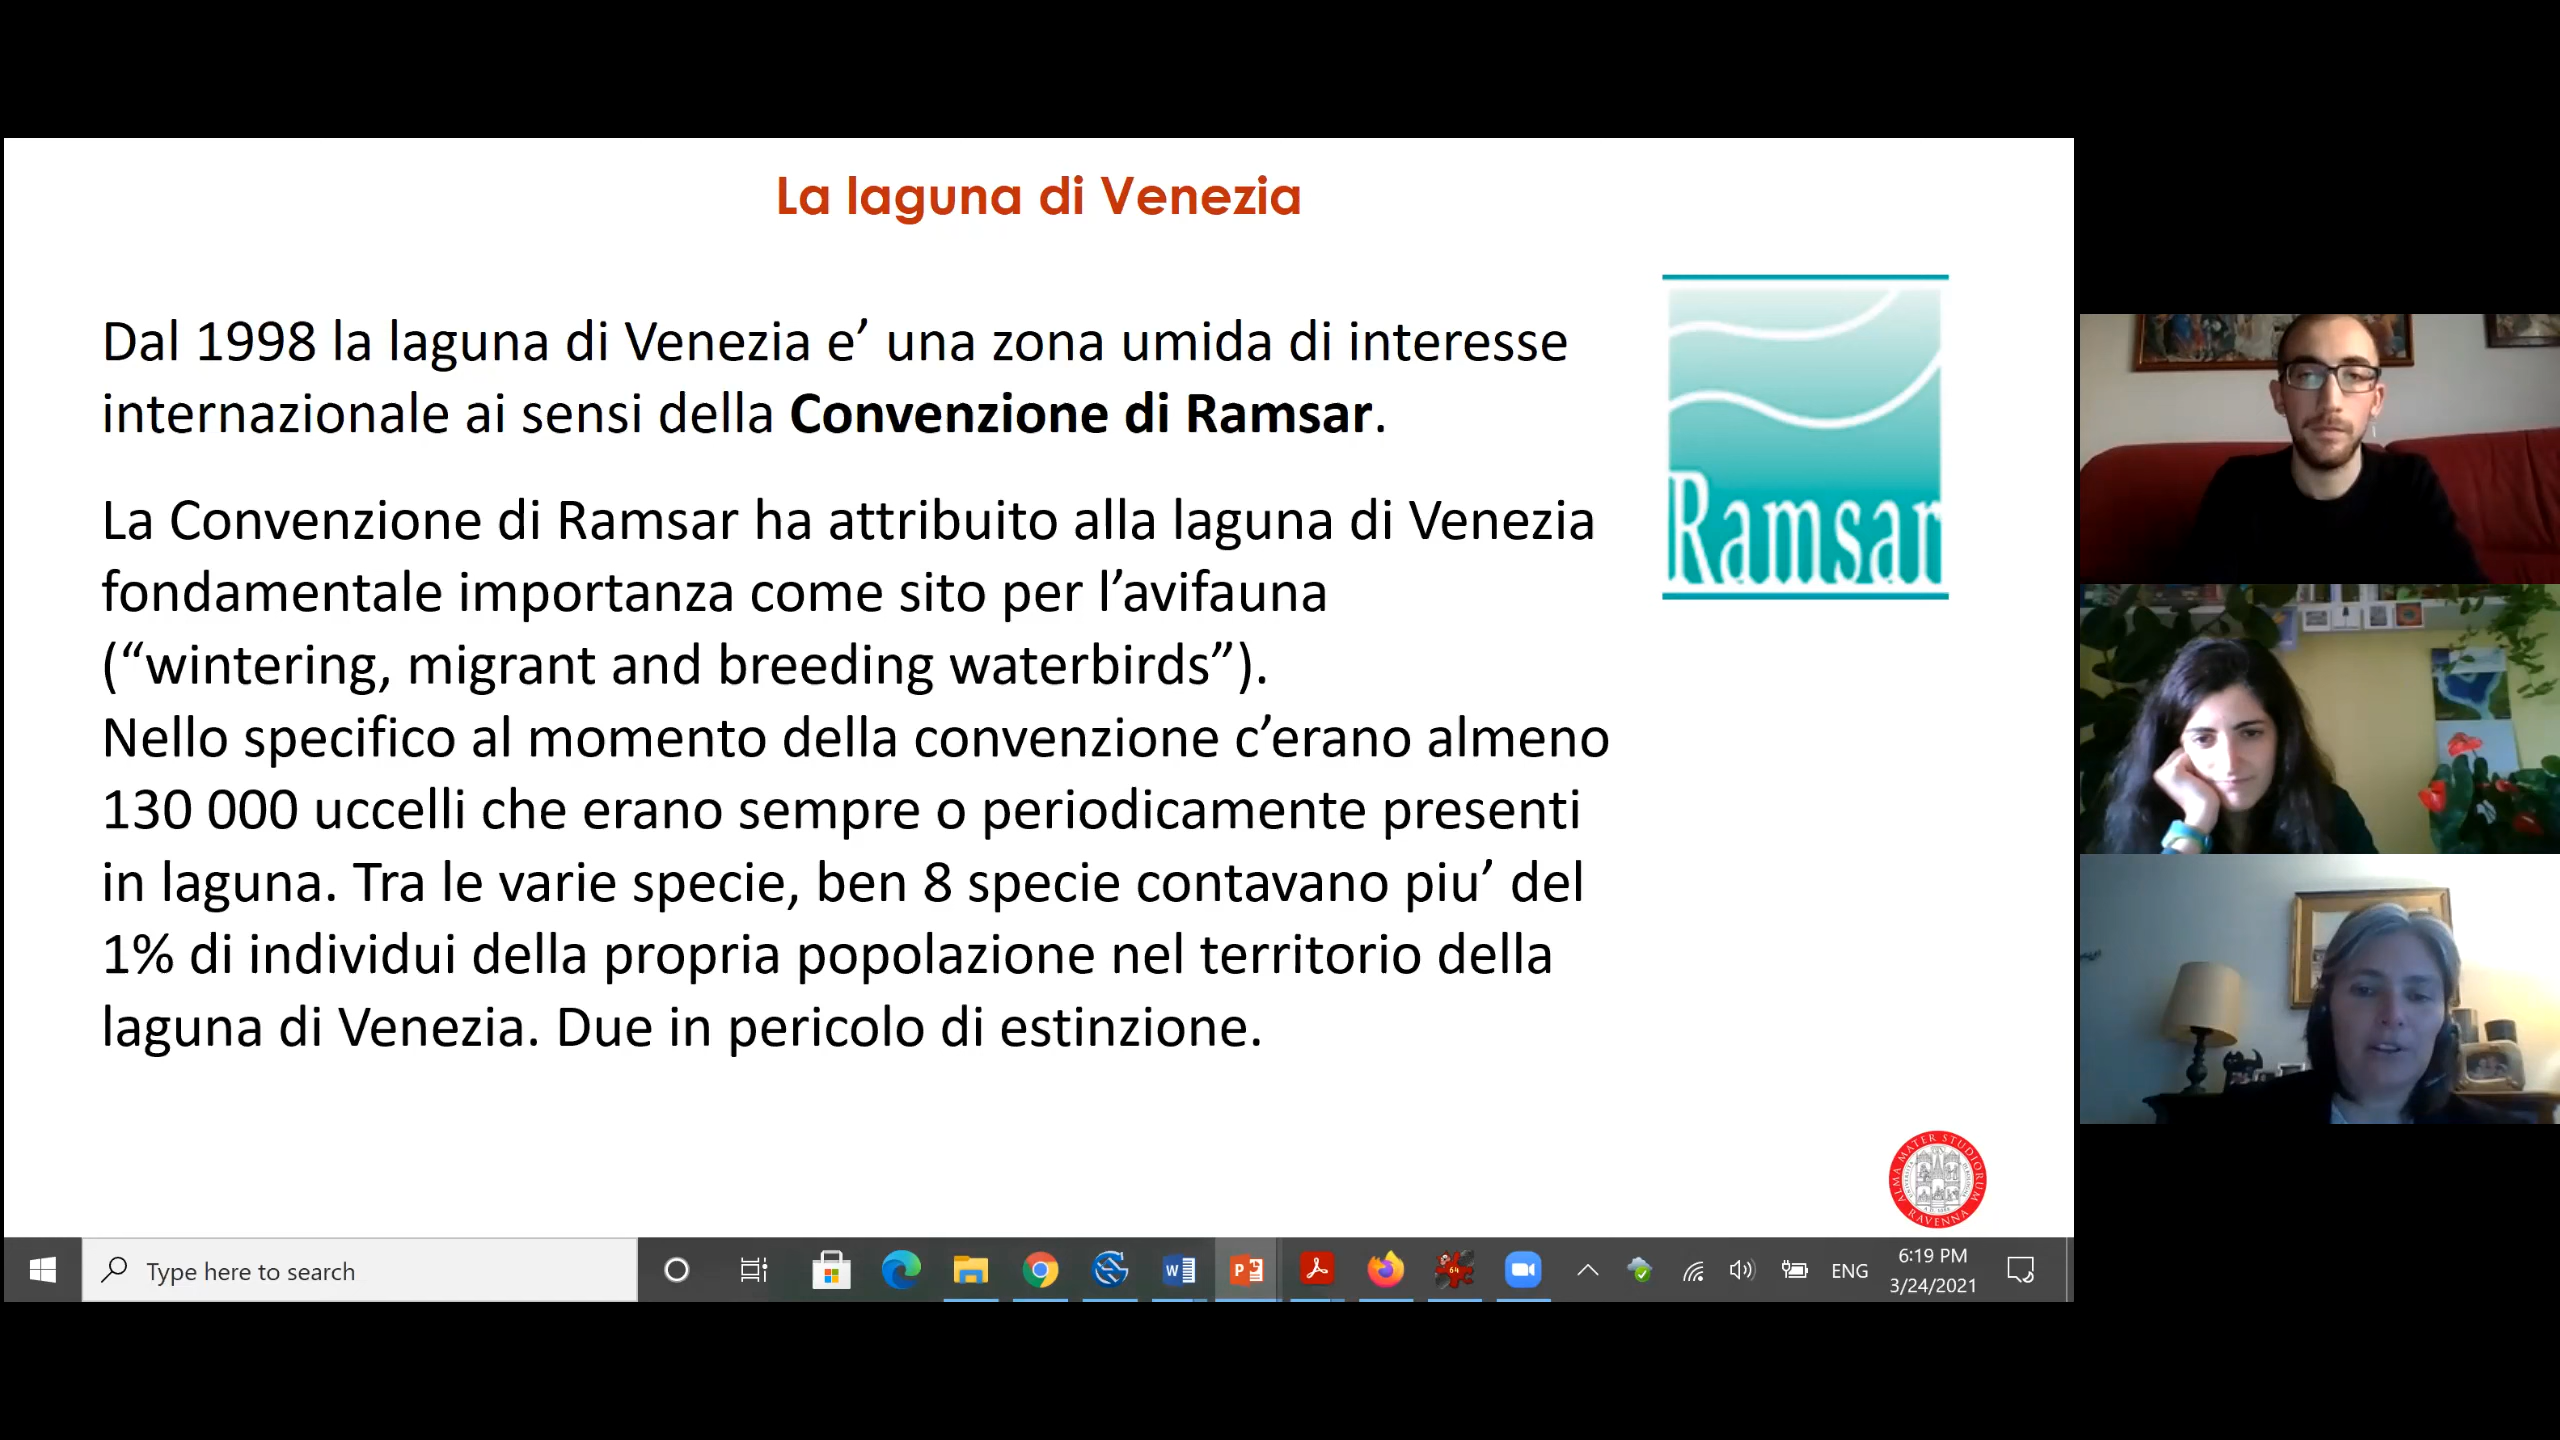 La laguna di Venezia
Dal 1998 la laguna di Venezia e’ una zona umida di interesse
internazionale ai sensi della Convenzione di Ramsar.
Ramsar
La Convenzione di Ramsar ha attribuito alla laguna di Venezia
fondamentale importanza come sito per l’avifauna
(“wintering, migrant and breeding waterbirds”).
Nello specifico al momento della convenzione c’erano almeno
130 000 uccelli che erano sempre o periodicamente presenti
in laguna. Tra le varie specie, ben 8 specie contavano piu’ del
1% di individui della propria popolazione nel territorio della
laguna di Venezia. Due in pericolo di estinzione.
ALMA MATER STUDIORUM
RAVENNA
Type here to search
W
P
64
ENG
6:19 PM
3/24/2021